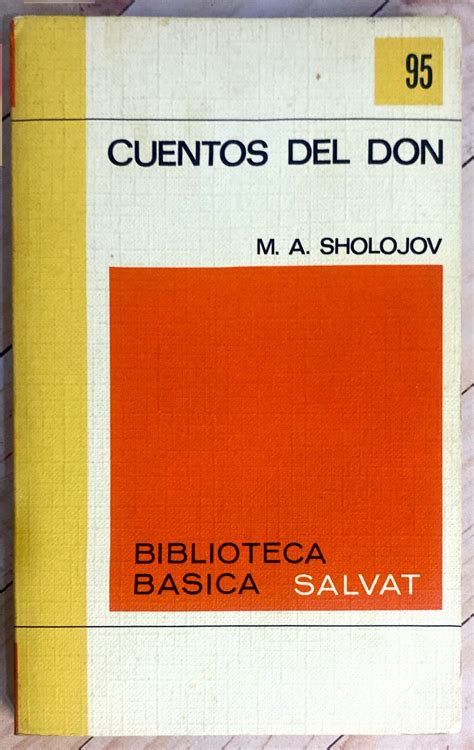 95
CUENTOS DEL DON
M. A. SHOLOJOV
BIBLIOTECA
BASICA SALVAT